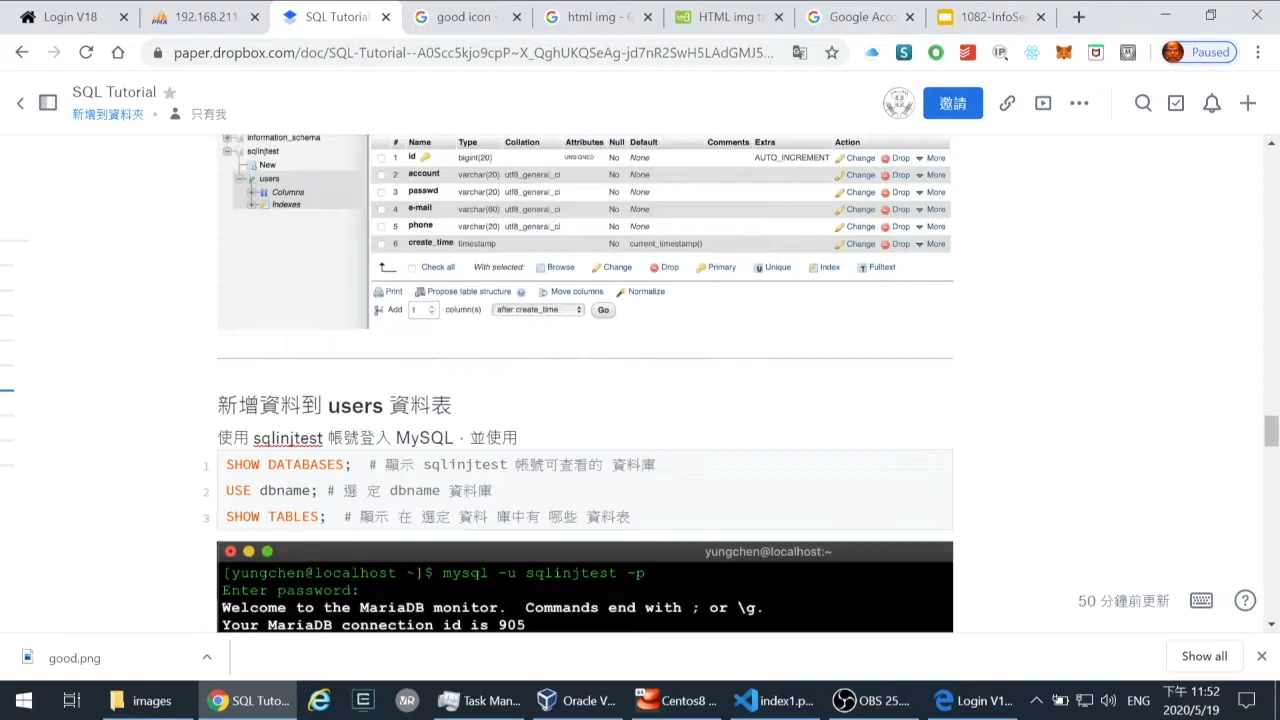 Login V18
192.168.211
SQL Tutorial
good icon -
html img - G
HTML img t
Google Acco
1082-InfoSe
paper.dropbox.com/doc/SQL-Tutorial--A0Scc5kjo9cpP~X_QghUKQSeAg-jd7nR2SwH5LAdGMJ5...
Paused
SQL Tutorial
新增到資料夾
只有我
邀請
information_schema
sqlinjtest
New
users
Columns
Indexes
# Name Type Collation Attributes Null Default Comments Extra Action
1 id bigint(20) UNSIGNED No None AUTO_INCREMENT Change Drop More
2 account varchar(20) utf8_general_ci No None Change Drop More
3 passwd varchar(20) utf8_general_ci No None Change Drop More
4 e-mail varchar(60) utf8_general_ci No None Change Drop More
5 phone varchar(20) utf8_general_ci No None Change Drop More
6 create_time timestamp No current_timestamp() Change Drop More
Check all With selected: Browse Change Drop Primary Unique Index Fulltext
Print Propose table structure Move columns Normalize
Add 1 column(s) after create_time Go
新增資料到 users 資料表
使用 sqlinjtest 帳號登入 MySQL，並使用
1 SHOW DATABASES; # 顯示 sqlinjtest 帳號可查看的 資料庫
2 USE dbname; # 選 定 dbname 資料庫
3 SHOW TABLES; # 顯示 在 選定 資料 庫中有 哪些 資料表
yungchen@localhost:~
[yungchen@localhost ~]$ mysql -u sqlinjtest -p
Enter password:
Welcome to the MariaDB monitor. Commands end with ; or \g.
Your MariaDB connection id is 905
50 分鐘前更新
good.png
Show all
images
SQL Tuto...
Task Man...
Oracle V...
Centos8 ...
index1.p...
OBS 25....
Login V1...
ENG
下午 11:52
2020/5/19